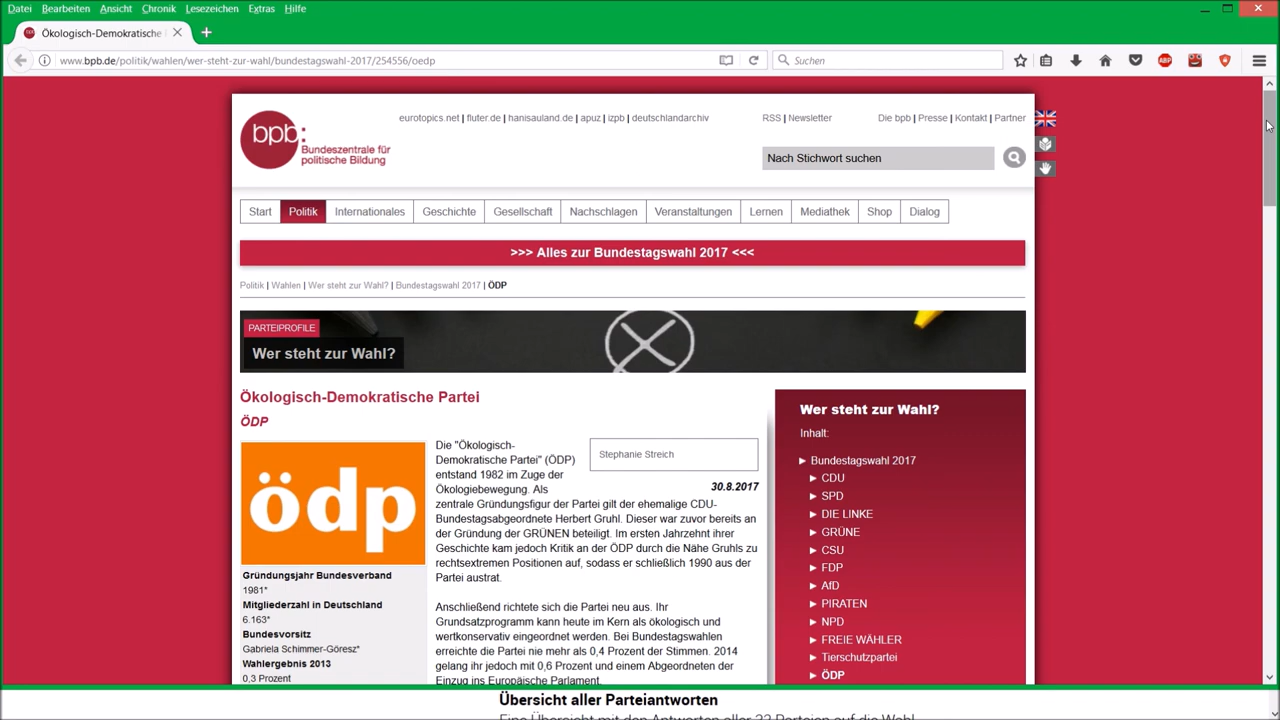 Datei Bearbeiten Ansicht Chronik Lesezeichen Extras Hilfe
Ökologisch-Demokratische
www.bpb.de/politik/wahlen/wer-steht-zur-wahl/bundestagswahl-2017/254556/oedp
Suchen
ABP
bpb:
Bundeszentrale für
politische Bildung
eurotopics.net | fluter.de | hanisauland.de | apuz | izpb | deutschlandarchiv
RSS | Newsletter
Die bpb | Presse | Kontakt | Partner
Nach Stichwort suchen
Start Politik Internationales Geschichte Gesellschaft Nachschlagen Veranstaltungen Lernen Mediathek Shop Dialog
>>> Alles zur Bundestagswahl 2017 <<<
Politik | Wahlen | Wer steht zur Wahl? | Bundestagswahl 2017 | ÖDP
PARTEIPROFILE
Wer steht zur Wahl?
Ökologisch-Demokratische Partei
ÖDP
ödp
Gründungsjahr Bundesverband
1981*
Mitgliederzahl in Deutschland
6.163*
Bundesvorsitz
Gabriela Schimmer-Göresz*
Wahlergebnis 2013
0,3 Prozent
Stephanie Streich
30.8.2017
Die "Ökologisch-
Demokratische Partei" (ÖDP)
entstand 1982 im Zuge der
Ökologiebewegung. Als
zentrale Gründungsfigur der Partei gilt der ehemalige CDU-
Bundestagsabgeordnete Herbert Gruhl. Dieser war zuvor bereits an
der Gründung der GRÜNEN beteiligt. Im ersten Jahrzehnt ihrer
Geschichte kam jedoch Kritik an der ÖDP durch die Nähe Gruhls zu
rechtsextremen Positionen auf, sodass er schließlich 1990 aus der
Partei austrat.
Anschließend richtete sich die Partei neu aus. Ihr
Grundsatzprogramm kann heute im Kern als ökologisch und
wertkonservativ eingeordnet werden. Bei Bundestagswahlen
erreichte die Partei nie mehr als 0,4 Prozent der Stimmen. 2014
gelang ihr jedoch mit 0,6 Prozent und einem Abgeordneten der
Einzug ins Europäische Parlament.
Wer steht zur Wahl?
Inhalt:
Bundestagswahl 2017
CDU
SPD
DIE LINKE
GRÜNE
CSU
FDP
AfD
PIRATEN
NPD
FREIE WÄHLER
Tierschutzpartei
ÖDP
Übersicht aller Parteiantworten
Eine Übersicht mit den Antworten aller 32 Parteien auf die Wahl